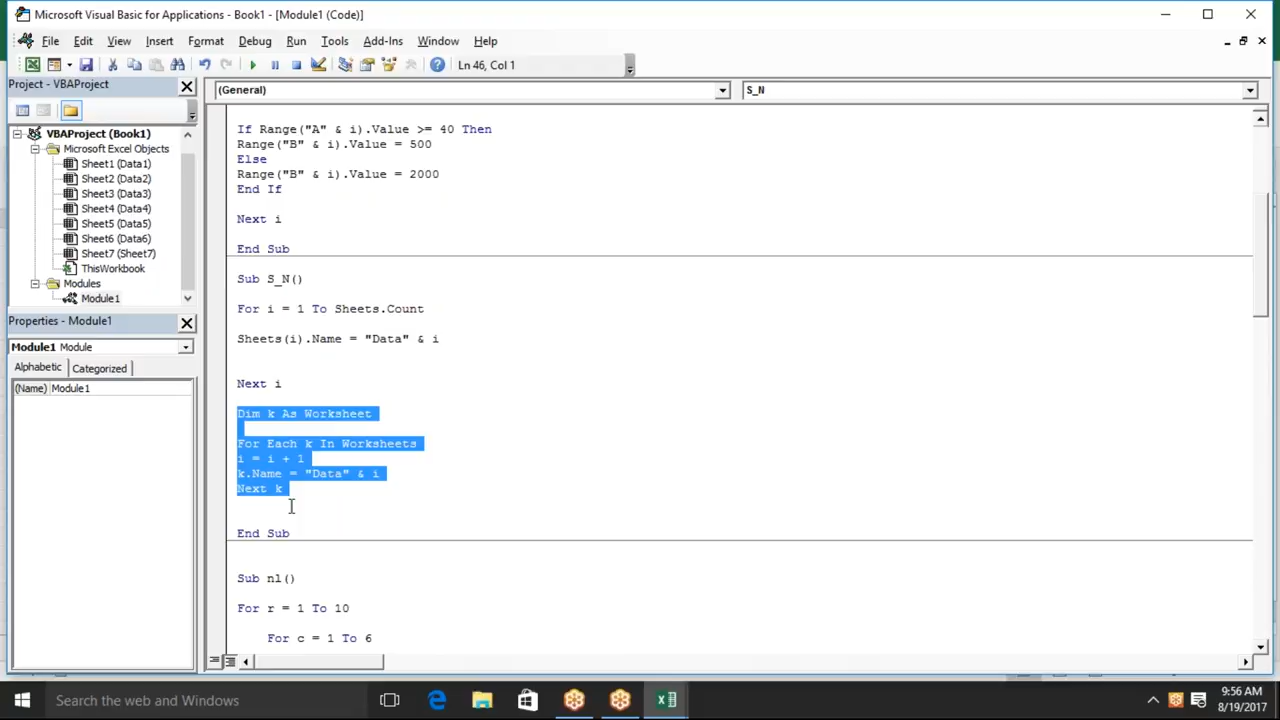 Microsoft Visual Basic for Applications - Book1 - [Module1 (Code)]
File Edit View Insert Format Debug Run Tools Add-Ins Window Help
Ln 46, Col 1
Project - VBAProject
(General)
S_N
VBAProject (Book1)
Microsoft Excel Objects
Sheet1 (Data1)
Sheet2 (Data2)
Sheet3 (Data3)
Sheet4 (Data4)
Sheet5 (Data5)
Sheet6 (Data6)
Sheet7 (Sheet7)
ThisWorkbook
Modules
Module1
Properties - Module1
Module1 Module
Alphabetic Categorized
(Name) Module1
If Range("A" & i).Value >= 40 Then
Range("B" & i).Value = 500
Else
Range("B" & i).Value = 2000
End If
Next i
End Sub
Sub S_N()
For i = 1 To Sheets.Count
Sheets(i).Name = "Data" & i
Next i
Dim k As Worksheet
For Each k In Worksheets
i = i + 1
k.Name = "Data" & i
Next k
End Sub
Sub nl()
For r = 1 To 10
For c = 1 To 6
Search the web and Windows
9:56 AM
8/19/2017